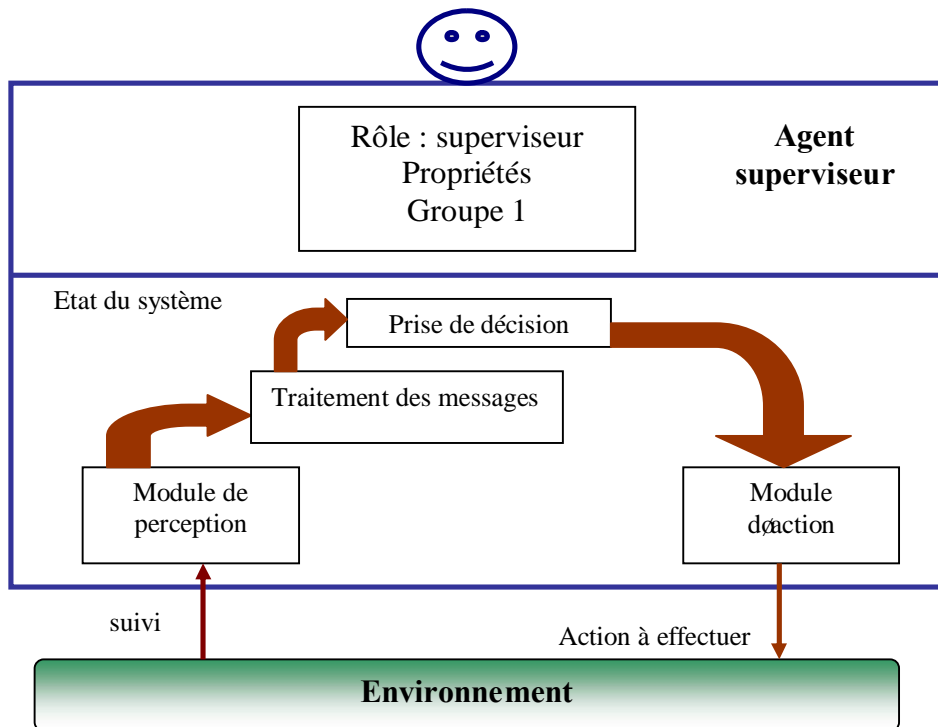 Rôle : superviseur
Propriétés
Groupe 1
Agent
superviseur
Etat du système
Prise de décision
Traitement des messages
Module de
perception
Module
døaction
suivi
Action à effectuer
Environnement